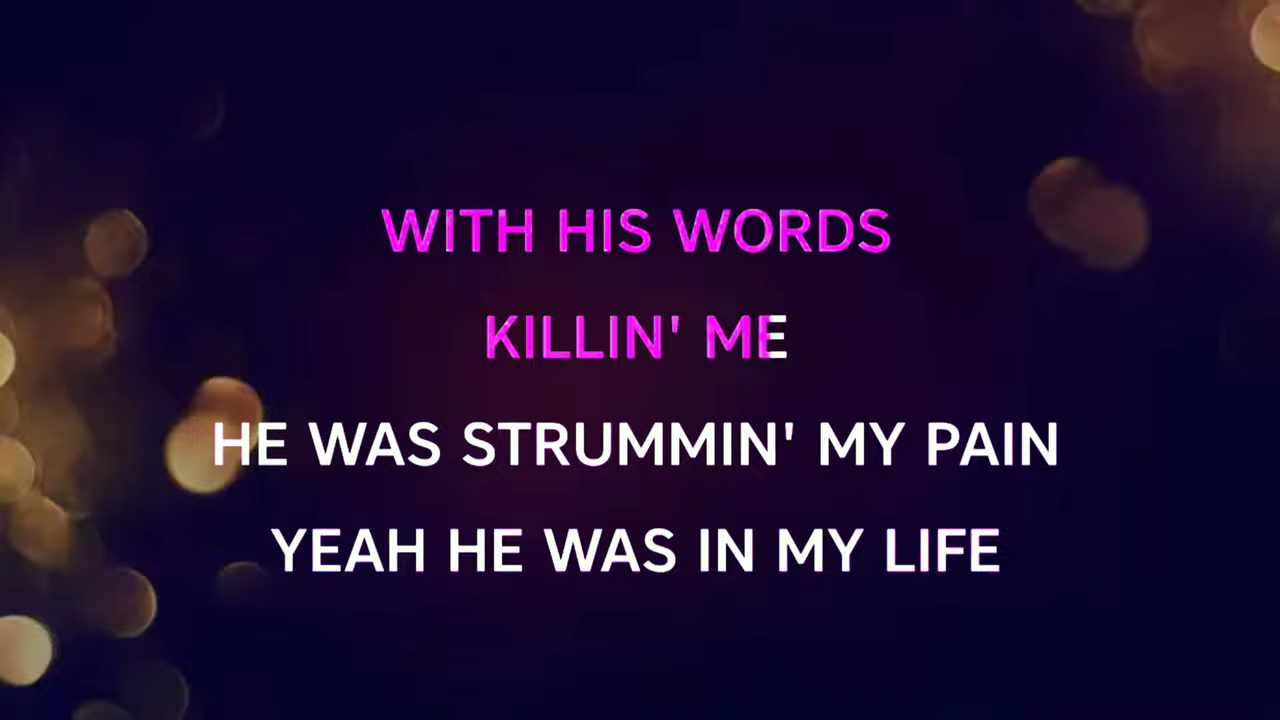 WITH HIS WORDS
KILLIN' ME
HE WAS STRUMMIN' MY PAIN
YEAH HE WAS IN MY LIFE